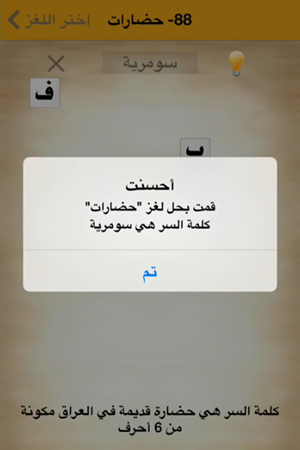 إختر اللغز
88- حضارات
سومرية
ف
ب
أحسنت
قمت بحل لغز "حضارات"
كلمة السر هي سومرية
تم
كلمة السر هي حضارة قديمة في العراق مكونة
من 6 أحرف